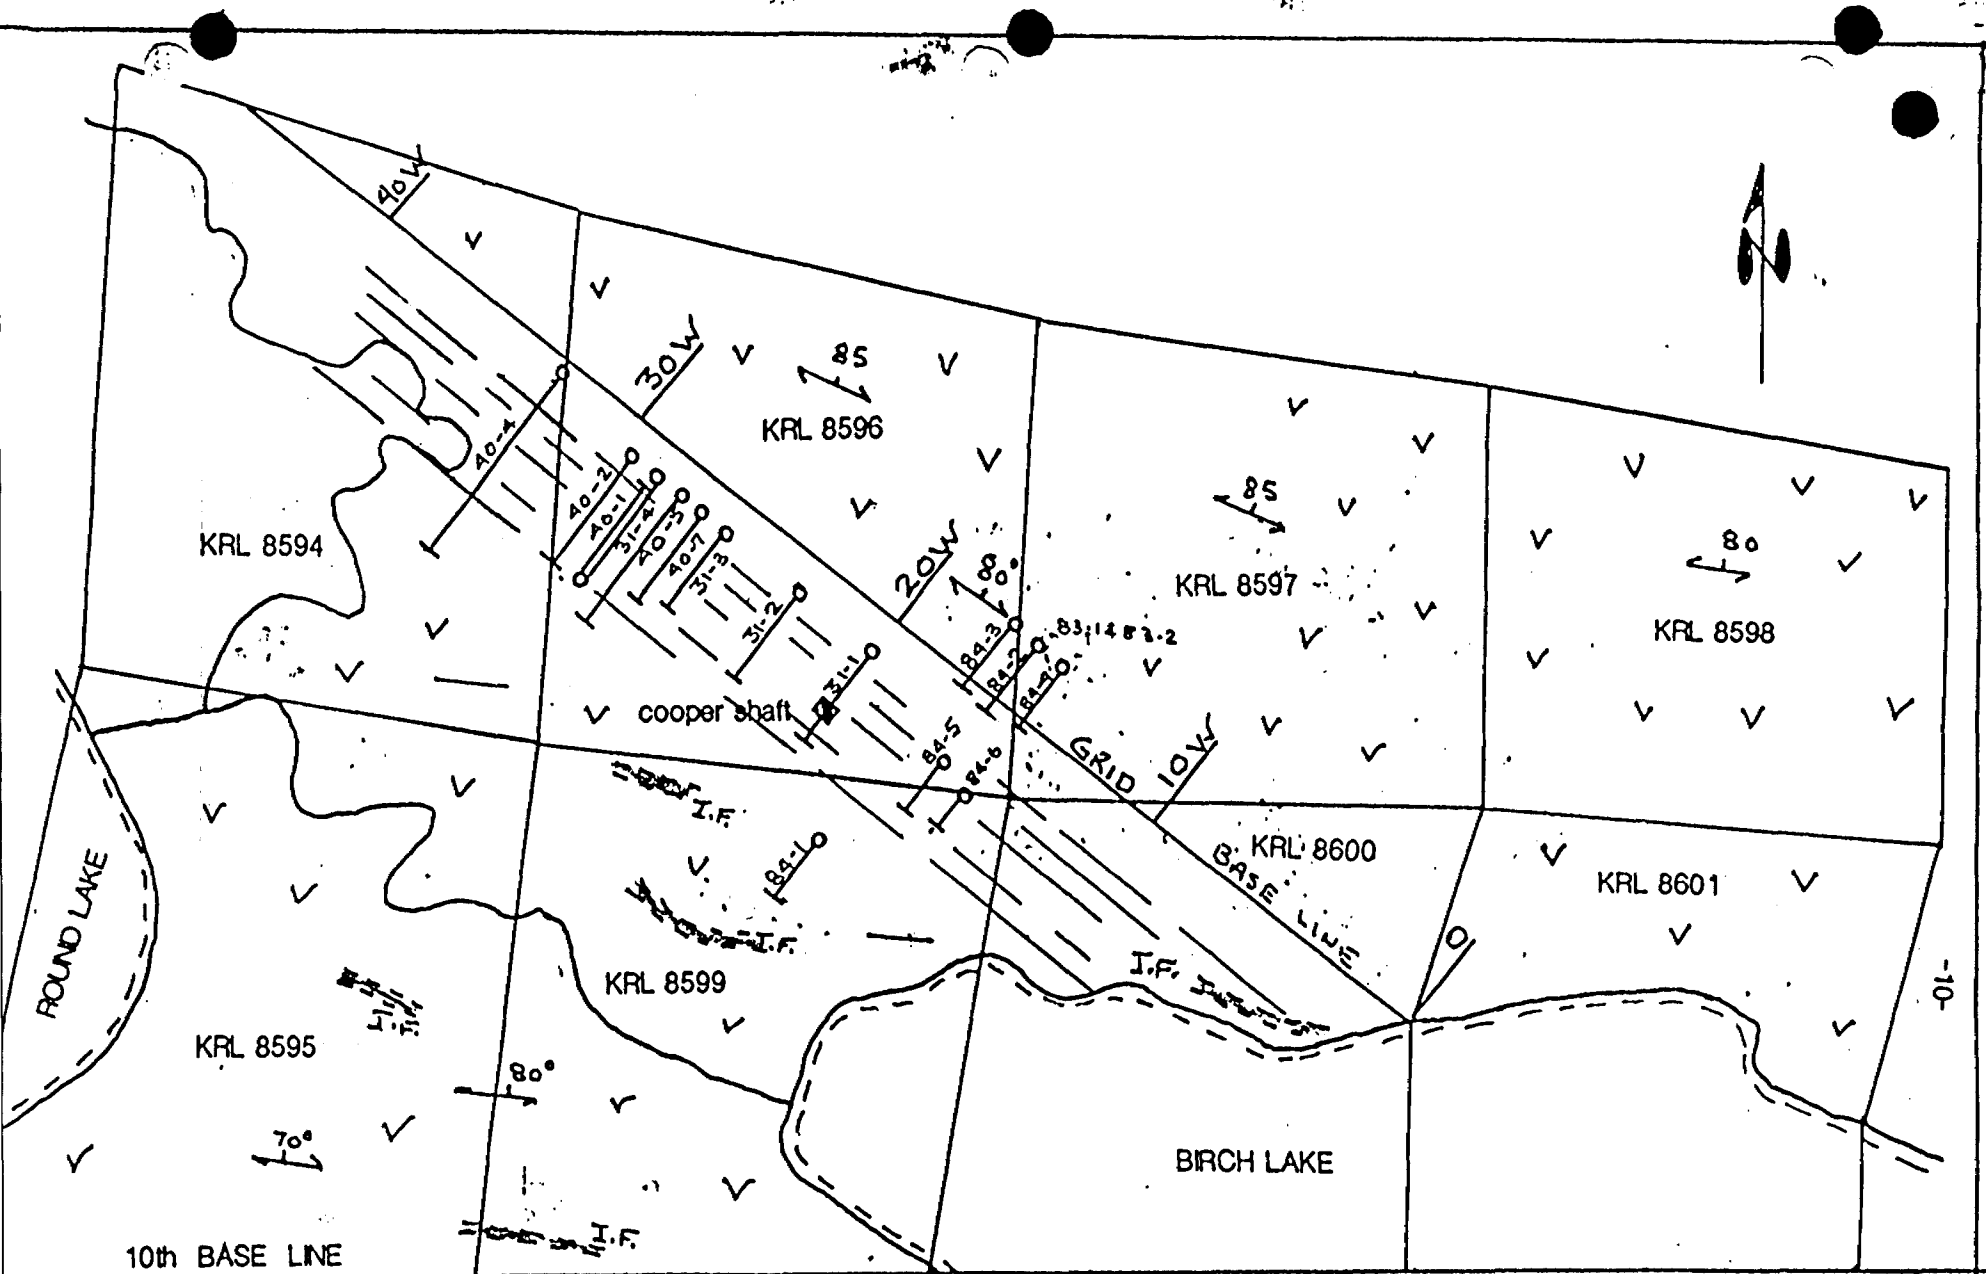 N
40W
30W
85
KRL 8596
85
20W
80°
KRL 8597
80
KRL 8598
40-4
40-2
40-1
31-4
40-3
40-7
31-3
31-2
31-1
84-3
84-2
83-1 & 83-2
84-4
KRL 8594
cooper shaft
84-5
84-6
GRID
10W
BASE LINE
KRL 8600
KRL 8601
I.F.
84-1
I.F.
ROUND LAKE
KRL 8599
I.F.
0
-10-
I.F.
KRL 8595
80°
70°
BIRCH LAKE
I.F.
10th BASE LINE